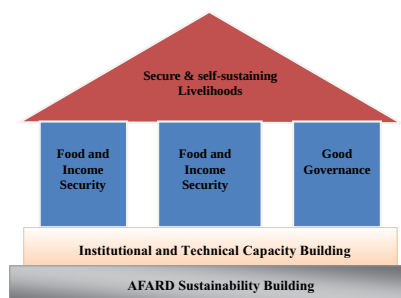 Secure & self-sustaining
Livelihoods
Food and
Income
Security
Food and
Income
Security
Good
Governance
Institutional and Technical Capacity Building
AFARD Sustainability Building